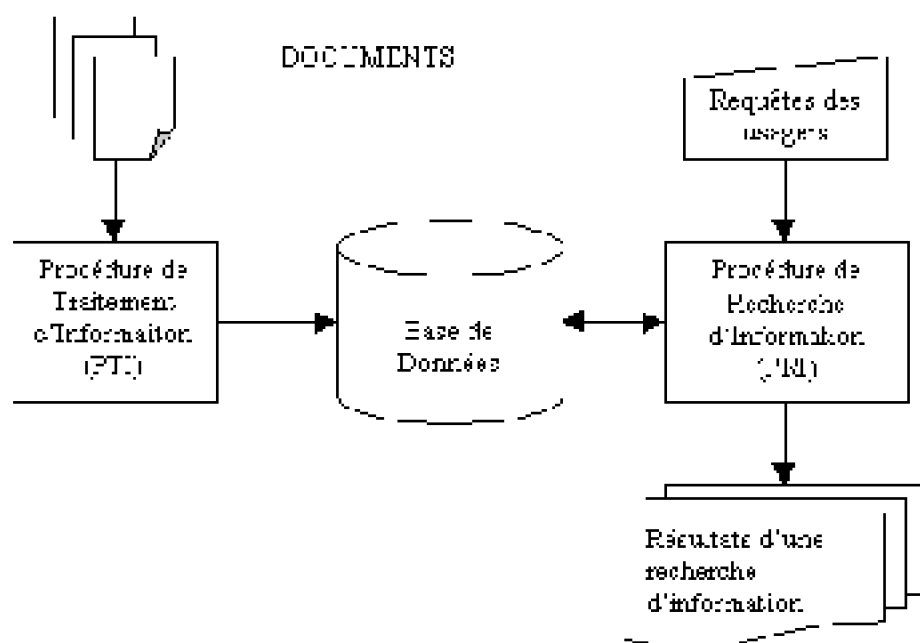 DOCUMENTS
Requêtes des
usagers
Procédure de
Traitement
d'Information
(PTI)
Base de
Données
Procédure de
Recherche
d'Information
(PRI)
Résultats d'une
recherche
d'information